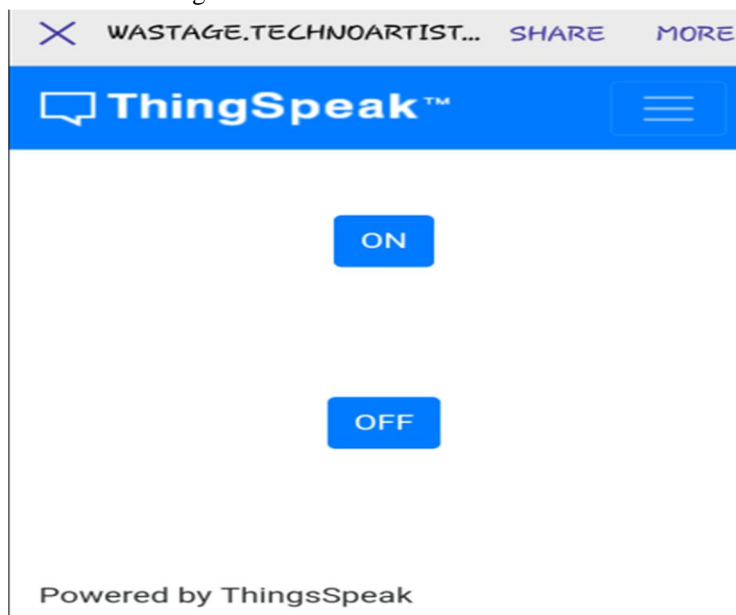 WASTAGE.TECHNOARTIST... SHARE MORE
ThingSpeak™
ON
OFF
Powered by ThingsSpeak